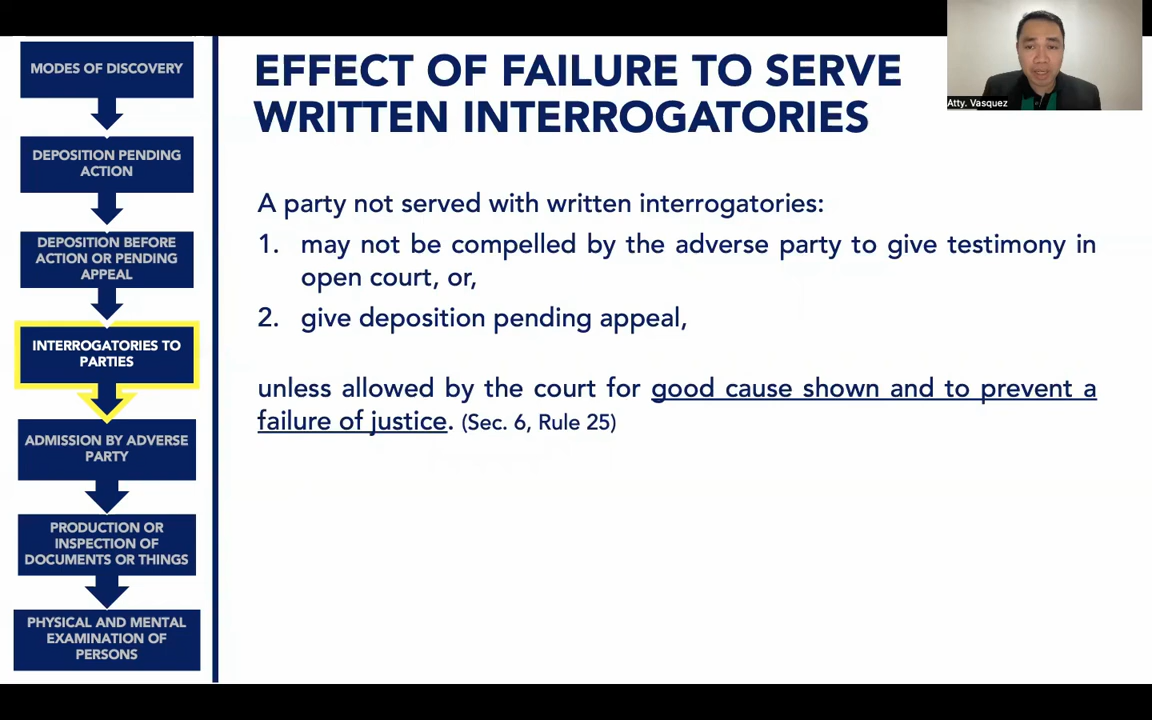 MODES OF DISCOVERY
DEPOSITION PENDING
ACTION
DEPOSITION BEFORE
ACTION OR PENDING
APPEAL
INTERROGATORIES TO
PARTIES
ADMISSION BY ADVERSE
PARTY
PRODUCTION OR
INSPECTION OF
DOCUMENTS OR THINGS
PHYSICAL AND MENTAL
EXAMINATION OF
PERSONS
EFFECT OF FAILURE TO SERVE
WRITTEN INTERROGATORIES
A party not served with written interrogatories:
1. may not be compelled by the adverse party to give testimony in
open court, or,
2. give deposition pending appeal,
unless allowed by the court for good cause shown and to prevent a
failure of justice. (Sec. 6, Rule 25)
Atty. Vasquez